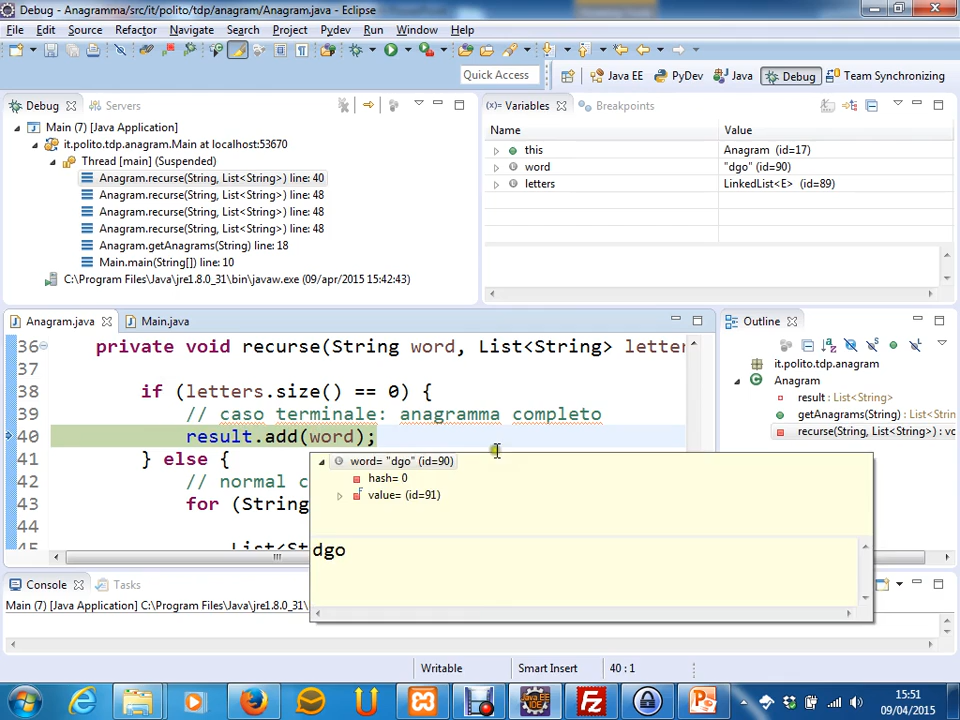 Debug - Anagramma/src/it/polito/tdp/anagram/Anagram.java - Eclipse
File Edit Source Refactor Navigate Search Project Pydev Run Window Help
Quick Access
Java EE PyDev Java Debug Team Synchronizing
Debug Servers
Main (7) [Java Application]
it.polito.tdp.anagram.Main at localhost:53670
Thread [main] (Suspended)
Anagram.recurse(String, List<String>) line: 40
Anagram.recurse(String, List<String>) line: 48
Anagram.recurse(String, List<String>) line: 48
Anagram.recurse(String, List<String>) line: 48
Anagram.getAnagrams(String) line: 18
Main.main(String[]) line: 10
C:\Program Files\Java\jre1.8.0_31\bin\javaw.exe (09/apr/2015 15:42:43)
(x)= Variables Breakpoints
Name Value
this Anagram (id=17)
word "dgo" (id=90)
letters LinkedList<E> (id=89)
Anagram.java Main.java
36 private void recurse(String word, List<String> letter
37
38 if (letters.size() == 0) {
39 // caso terminale: anagramma completo
40 result.add(word);
41 } else {
42 // normal c
43 for (String
44
45 List<St
word= "dgo" (id=90)
hash= 0
value= (id=91)
dgo
Outline
it.polito.tdp.anagram
Anagram
result : List<String>
getAnagrams(String) : List<String>
recurse(String, List<String>) : vo
Console Tasks
Main (7) [Java Application] C:\Program Files\Java\jre1.8.0_31\
Writable Smart Insert 40 : 1
15:51
09/04/2015